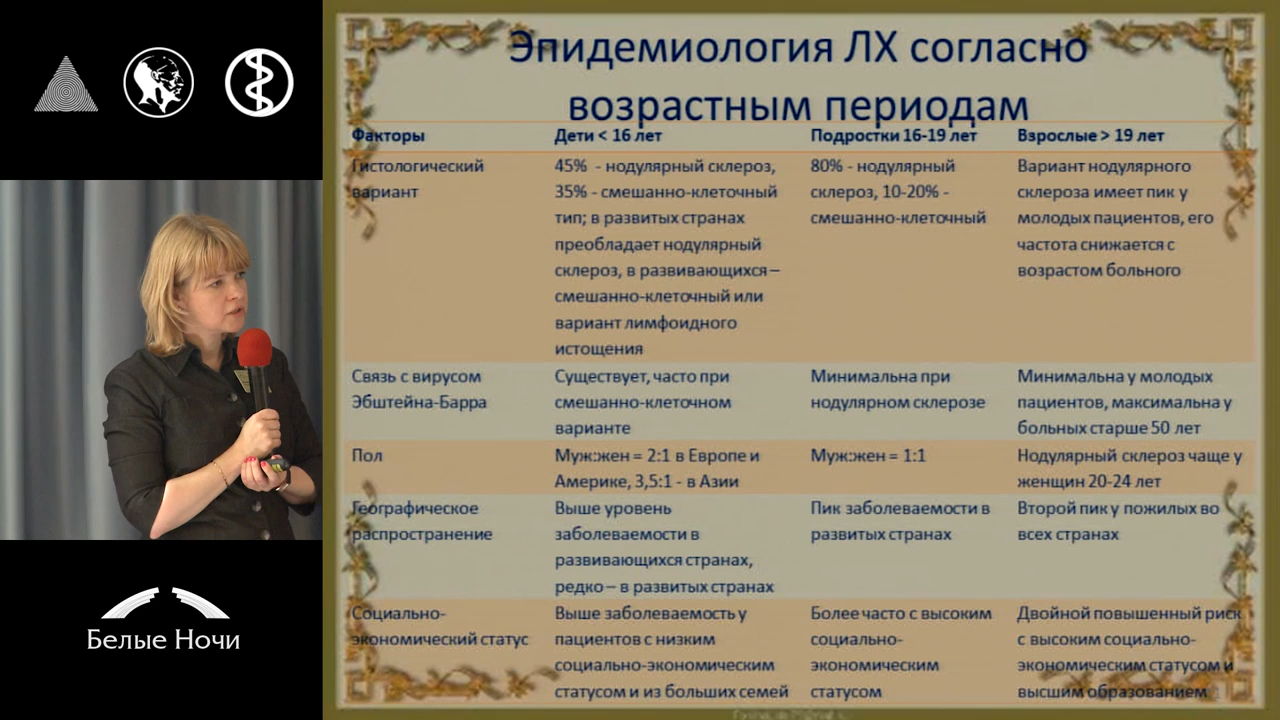 Эпидемиология ЛХ согласно
возрастным периодам
Факторы
Дети < 16 лет
Подростки 16-19 лет
Взрослые > 19 лет
Гистологический
вариант
45% - нодулярный склероз,
35% - смешанно-клеточный
тип; в развитых странах
преобладает нодулярный
склероз, в развивающихся –
смешанно-клеточный или
вариант лимфоидного
истощения
80% - нодулярный
склероз, 10-20% -
смешанно-клеточный
Вариант нодулярного
склероза имеет пик у
молодых пациентов, его
частота снижается с
возрастом больного
Связь с вирусом
Эбштейна-Барра
Существует, часто при
смешанно-клеточном
варианте
Минимальна при
нодулярном склерозе
Минимальна у молодых
пациентов, максимальна у
больных старше 50 лет
Пол
Муж:жен = 2:1 в Европе и
Америке, 3,5:1 - в Азии
Муж:жен = 1:1
Нодулярный склероз чаще у
женщин 20-24 лет
Географическое
распространение
Выше уровень
заболеваемости в
развивающихся странах,
редко – в развитых странах
Пик заболеваемости в
развитых странах
Второй пик у пожилых во
всех странах
Социально-
экономический статус
Выше заболеваемость у
пациентов с низким
социально-экономическим
статусом и из больших семей
Более часто с высоким
социально-
экономическим
статусом
Двойной повышенный риск
с высоким социально-
экономическим статусом и
высшим образованием
Белые Ночи